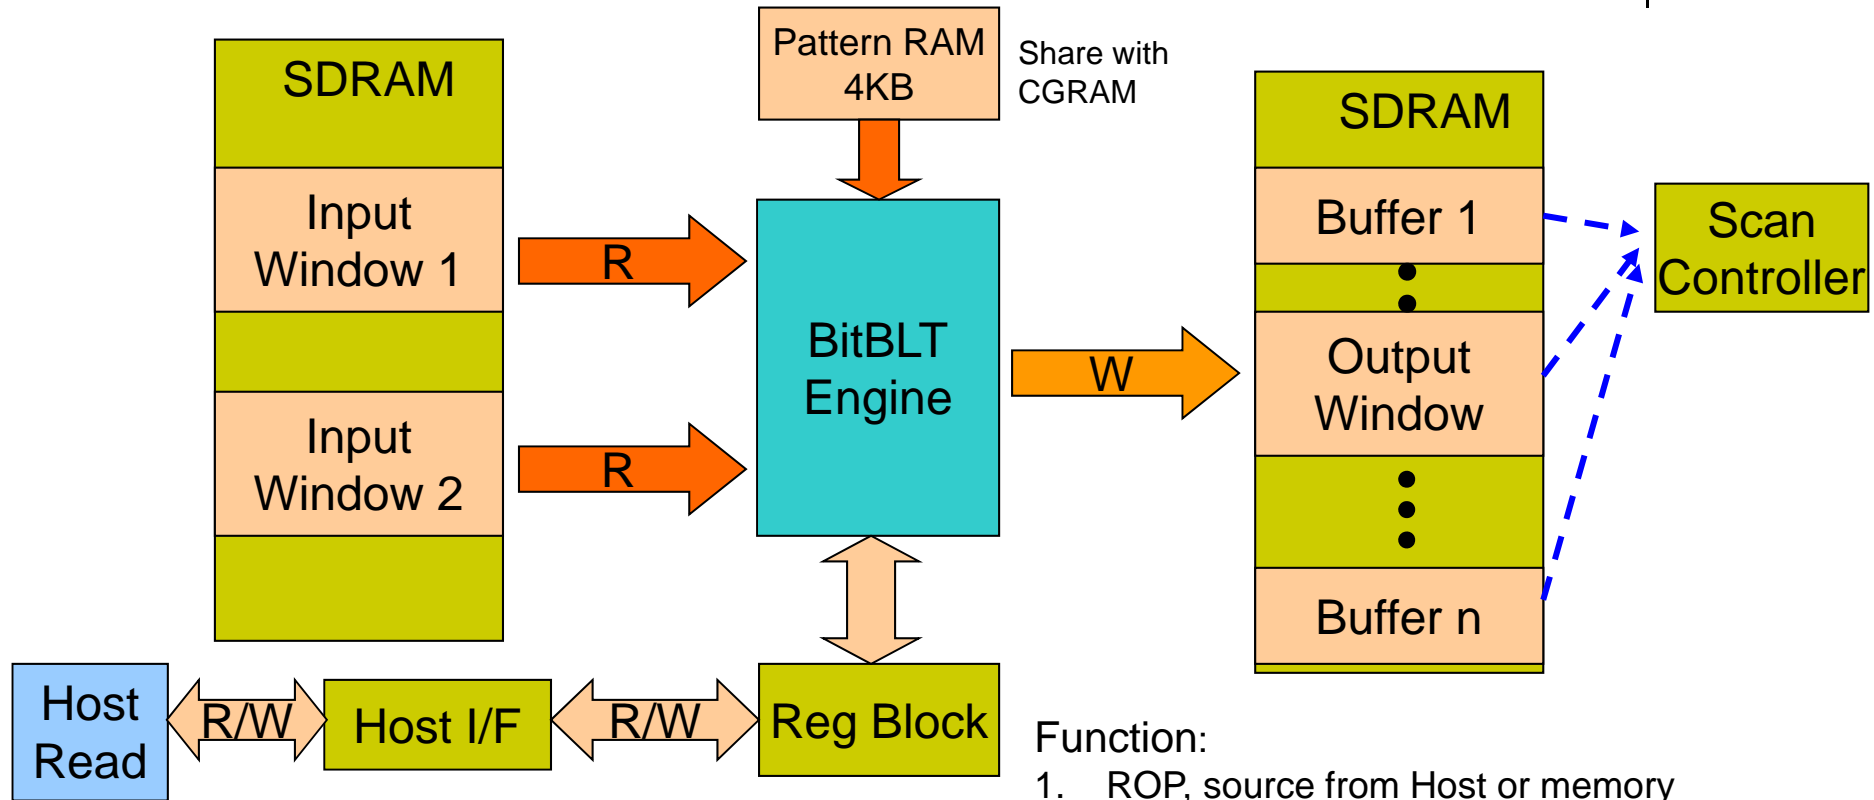 SDRAM
Input
Window 1
Input
Window 2
R
R
Pattern RAM
4KB
Share with
CGRAM
BitBLT
Engine
W
SDRAM
Buffer 1
Output
Window
Buffer n
Scan
Controller
Host
Read
R/W
Host I/F
R/W
Reg Block
Function:
1. ROP, source from Host or memory